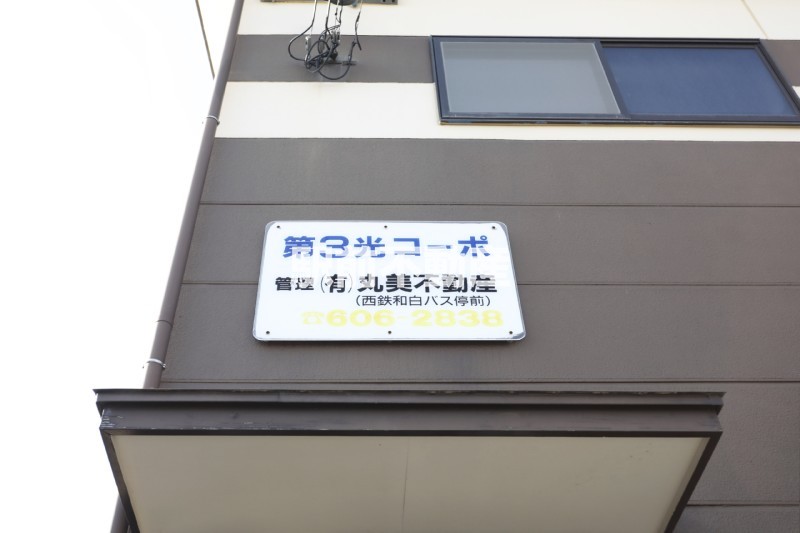 第3光コーポ
管理(有)丸美不動産
(西鉄和白バス停前)
☎606-2838